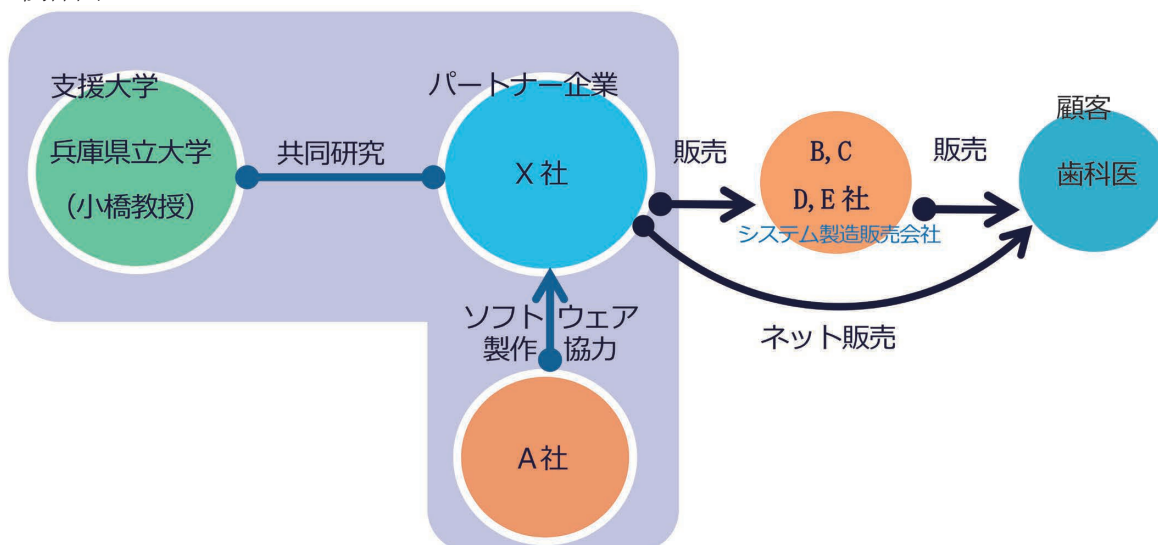 支援大学
兵庫県立大学
（小橋教授）
共同研究
パートナー企業
X社
販売
B, C
D, E 社
システム製造販売会社
販売
顧客
歯科医
ネット販売
ソフトウェア
製作協力
A社